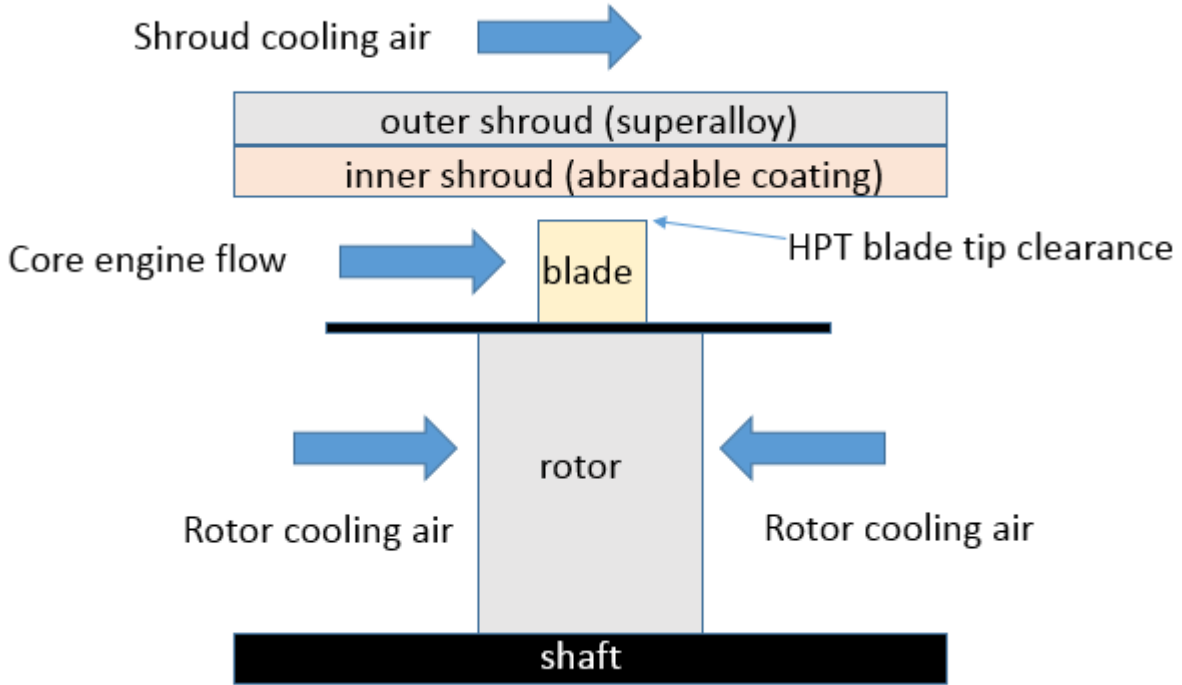 Shroud cooling air
outer shroud (superalloy)
inner shroud (abradable coating)
Core engine flow
blade
HPT blade tip clearance
rotor
Rotor cooling air
Rotor cooling air
shaft